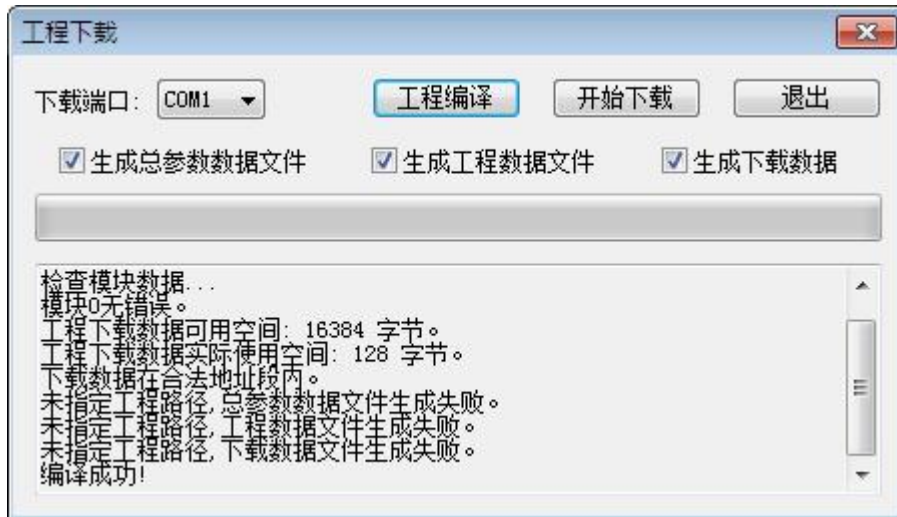 工程下载
下载端口: COM1 工程编译 开始下载 退出
生成总参数数据文件 生成工程数据文件 生成下载数据
检查模块数据...
模块0无错误。
工程下载数据可用空间: 16384 字节。
工程下载数据实际使用空间: 128 字节。
下载数据在合法地址段内。
未指定工程路径,总参数数据文件生成失败。
未指定工程路径,工程数据文件生成失败。
未指定工程路径,下载数据文件生成失败。
编译成功!